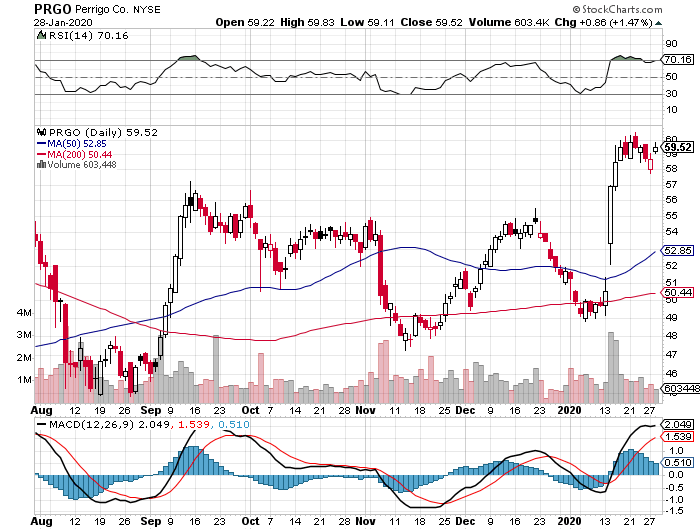 PRGO Perrigo Co. NYSE © StockCharts.com
28-Jan-2020 Open 59.22 High 59.83 Low 59.11 Close 59.52 Volume 603.4K Chg +0.86 (+1.47%)
RSI(14) 70.16
90
70.16
50
30
10
PRGO (Daily) 59.52
MA(50) 52.85
MA(200) 50.44
Volume 603,448
60
59.52
59
58
57
56
55
54
53
52.85
52
51
50.44
50
49
48
47
46
45
4M
3M
2M
1M
603448
Aug 5 12 19 26 Sep 9 16 23 Oct 7 14 21 28 Nov 11 18 25 Dec 9 16 23 2020 13 21 27
MACD(12,26,9) 2.049, 1.539, 0.510
2.049
1.539
1.0
0.510
0.0
-0.5
-1.0
-1.5
Aug 5 12 19 26 Sep 9 16 23 Oct 7 14 21 28 Nov 11 18 25 Dec 9 16 23 2020 13 21 27